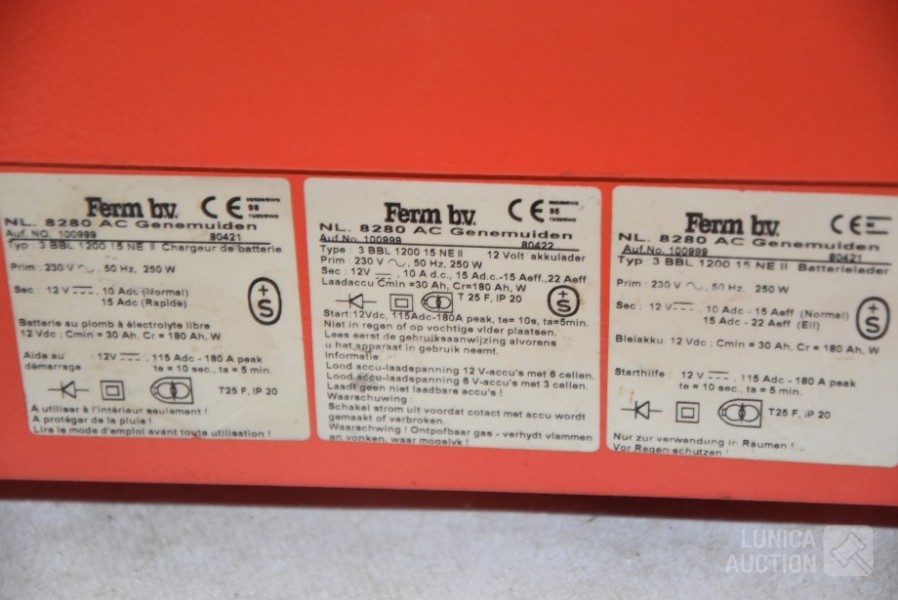 Ferm b.v. CE
NL. 8280 AC Genemuiden
Auf. NO. 100999 80421
Typ : 3 BBL 1200 15 NE II Chargeur de batterie
Prim : 230 V ~, 50 Hz, 250 W
Sec : 12 V ⎓, 10 Adc (Normal)
15 Adc (Rapide)
+
S
Batterie au plomb à électrolyte libre
12 Vdc : Cmin = 30 Ah, Cr = 180 Ah, W
Aide au : 12V ⎓, 115 Adc - 180 A peak
démarrage te = 10 sec, ta = 5 min.
T25 F, IP 20
A utiliser à l'intérieur seulement !
A protéger de la pluie !
Lire le mode d'emploi avant toute utilisation !
Ferm b.v. CE
95
NL. 8280 AC Genemuiden
Auf.No. 100999 80422
Type : 3 BBL 1200 15 NE II 12 Volt akkulader
Prim : 230 V ~, 50 Hz, 250 W
Sec : 12V ⎓, 10 A d.c., 15 Ad.c.-15 Aeff.,22 Aeff.
Laadaccu Cmin =30 Ah, Cr=180 Ah, W
T 25 F, IP 20
+
S
Start:12Vdc, 115Adc-180A peak, te= 10s, ta=5min.
Niet in regen of op vochtige vlder plaatsen.
Lees eerst de gebruiksaanwijzing alvorens
u het apparaat in gebruik neemt.
Informatie
Lood accu-laadspanning 12 V-accu's met 6 cellen.
Lood accu-laadspanning 6 V-accu's met 3 cellen.
Laadt geen niet laadbare accu's !
Waarschuwing :
Schakel strom uit voordat cotact met accu wordt
gemaakt of verbroken.
Waarschwing ! Ontpofbaar gas - verhydt vlammen
en vonken, waar mogelyk !
Ferm b.v. CE
NL. 8280 AC Genemuiden
Auf.No. 100999 80421
Typ : 3 BBL 1200 15 NE II Batterielader
Prim : 230 V ~, 50 Hz 250 W
Sec : 12 V ⎓, 10 Adc - 15 Aeff (Normal)
15 Adc - 22 Aeff (Eil)
+
S
Bleiakku. 12 Vdc : Cmin = 30 Ah, Cr = 180 Ah, W
Starthilfe : 12 V ⎓, 115 Adc - 180 A peak
te = 10 sec, ta = 5 min.
T25 F, IP 20
Nur zur verwendung in Räumen !
Vor Regen schützen !
LUNICA
AUCTION